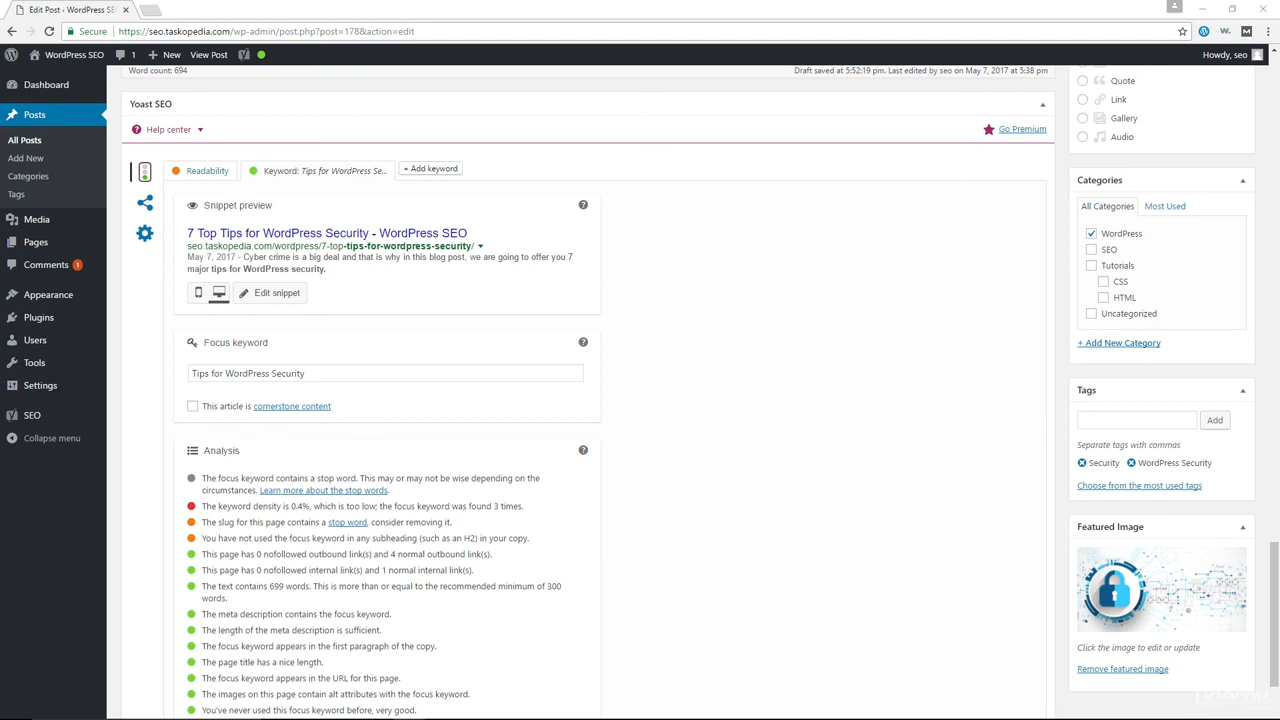 Edit Post ‹ WordPress SE
Secure https://seo.taskopedia.com/wp-admin/post.php?post=1788&action=edit
WordPress SEO 1 New View Post Howdy, seo
Dashboard
Posts
All Posts
Add New
Categories
Tags
Media
Pages
Comments 1
Appearance
Plugins
Users
Tools
Settings
SEO
Collapse menu
Word count: 694 Draft saved at 5:52:19 pm. Last edited by seo on May 7, 2017 at 5:38 pm
Yoast SEO
Help center Go Premium
Readability Keyword: Tips for WordPress Se... + Add keyword
Snippet preview
7 Top Tips for WordPress Security - WordPress SEO
seo.taskopedia.com/wordpress/7-top-tips-for-wordpress-security/
May 7, 2017 - Cyber crime is a big deal and that is why in this blog post, we are going to offer you 7
major tips for WordPress security.
Edit snippet
Focus keyword
Tips for WordPress Security
This article is cornerstone content
Analysis
The focus keyword contains a stop word. This may or may not be wise depending on the
circumstances. Learn more about the stop words.
The keyword density is 0.4%, which is too low; the focus keyword was found 3 times.
The slug for this page contains a stop word, consider removing it.
You have not used the focus keyword in any subheading (such as an H2) in your copy.
This page has 0 nofollowed outbound link(s) and 4 normal outbound link(s).
This page has 0 nofollowed internal link(s) and 1 normal internal link(s).
The text contains 699 words. This is more than or equal to the recommended minimum of 300
words.
The meta description contains the focus keyword.
The length of the meta description is sufficient.
The focus keyword appears in the first paragraph of the copy.
The page title has a nice length.
The focus keyword appears in the URL for this page.
The images on this page contain alt attributes with the focus keyword.
You've never used this focus keyword before, very good.
Quote
Link
Gallery
Audio
Categories
All Categories Most Used
WordPress
SEO
Tutorials
CSS
HTML
Uncategorized
+ Add New Category
Tags
Add
Separate tags with commas
Security WordPress Security
Choose from the most used tags
Featured Image
Click the image to edit or update
Remove featured image